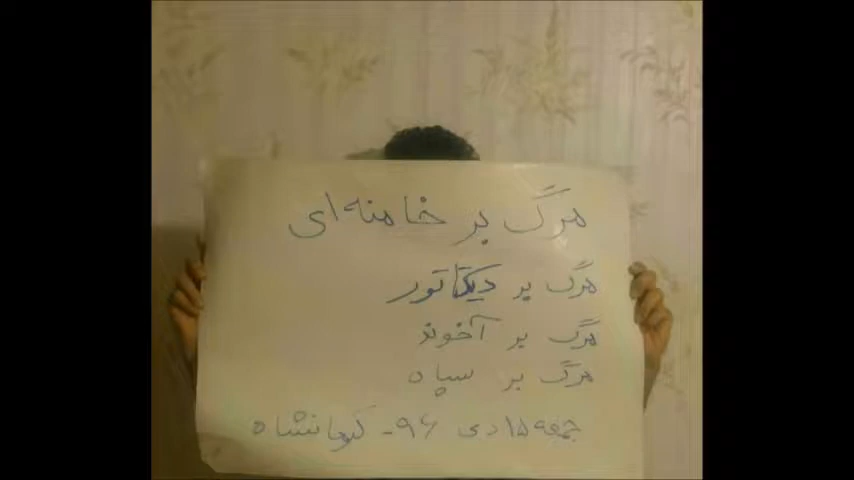 مرگ بر خامنه‌ای
مرگ بر دیکتاتور
مرگ بر آخوند
مرگ بر سپاه
جمعه ۱۵ دی ۹۶ - کرمانشاه